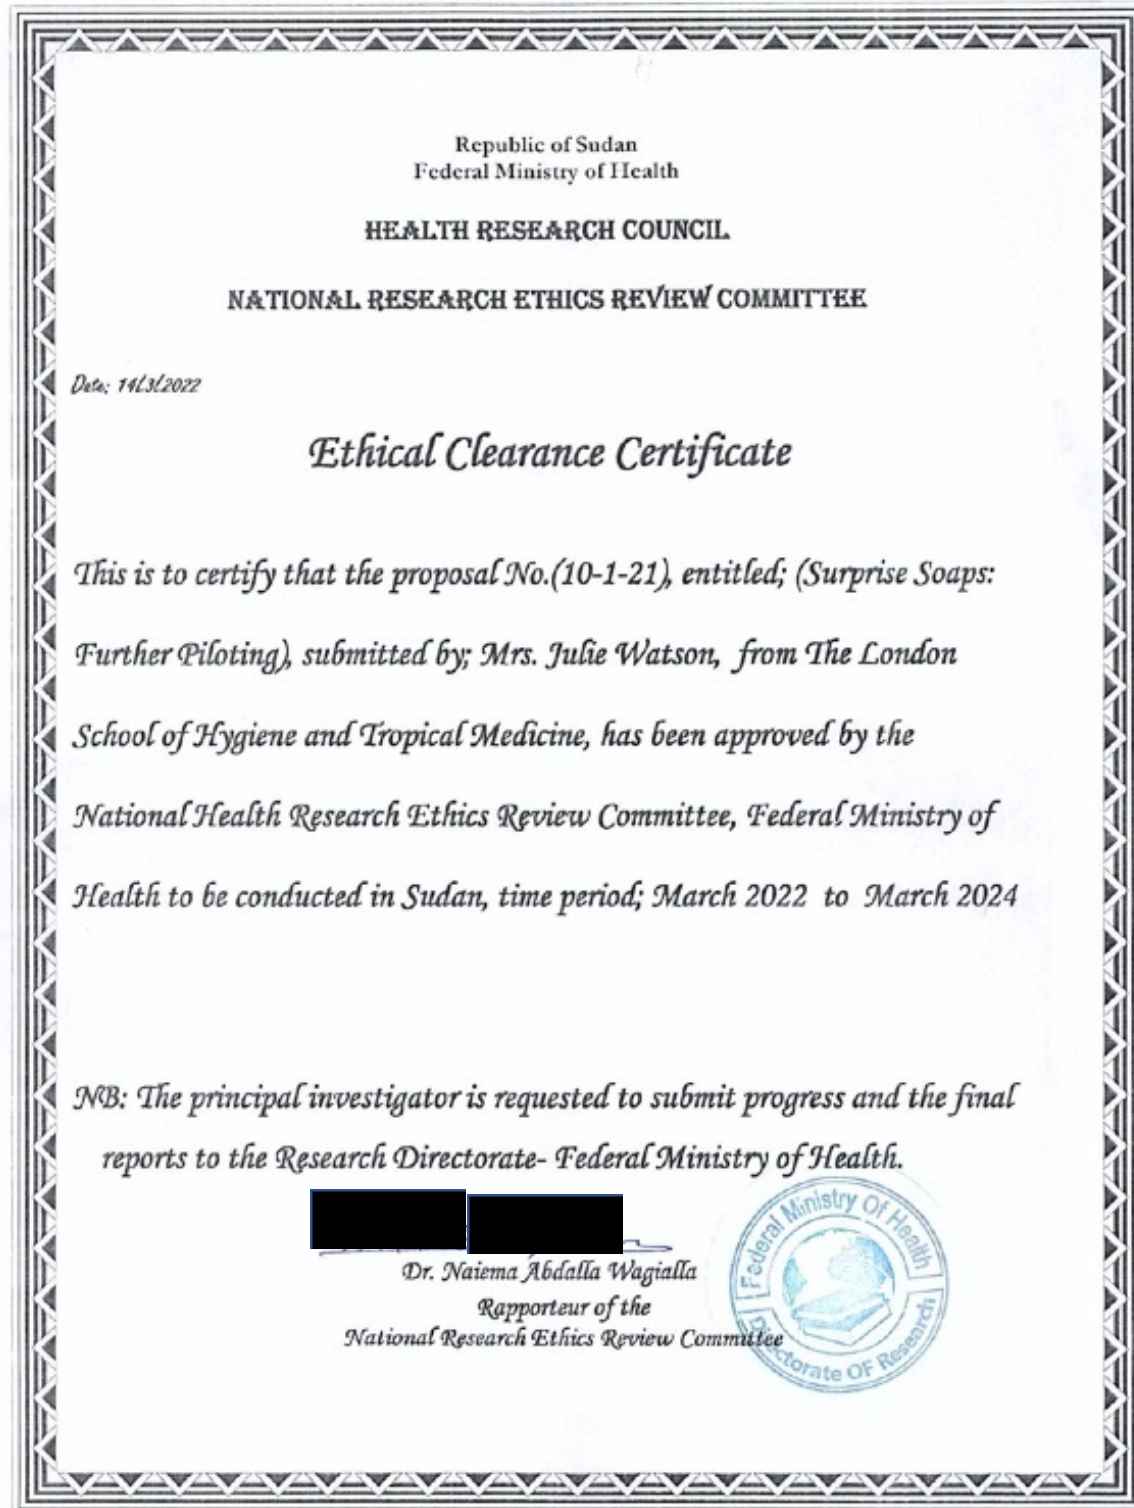 Republic of Sudan
Federal Ministry of Health
HEALTH RESEARCH COUNCIL
NATIONAL RESEARCH ETHICS REVIEW COMMITTEE
Date; 14/3/2022
Ethical Clearance Certificate
This is to certify that the proposal No.(10-1-21), entitled; (Surprise Soaps:
Further Piloting), submitted by; Mrs. Julie Watson, from The London
School of Hygiene and Tropical Medicine, has been approved by the
National Health Research Ethics Review Committee, Federal Ministry of
Health to be conducted in Sudan, time period; March 2022 to March 2024
NB: The principal investigator is requested to submit progress and the final
reports to the Research Directorate- Federal Ministry of Health.
Dr. Naiema Abdalla Wagialla
Rapporteur of the
National Research Ethics Review Committee
Federal Ministry Of Health
Directorate OF Research